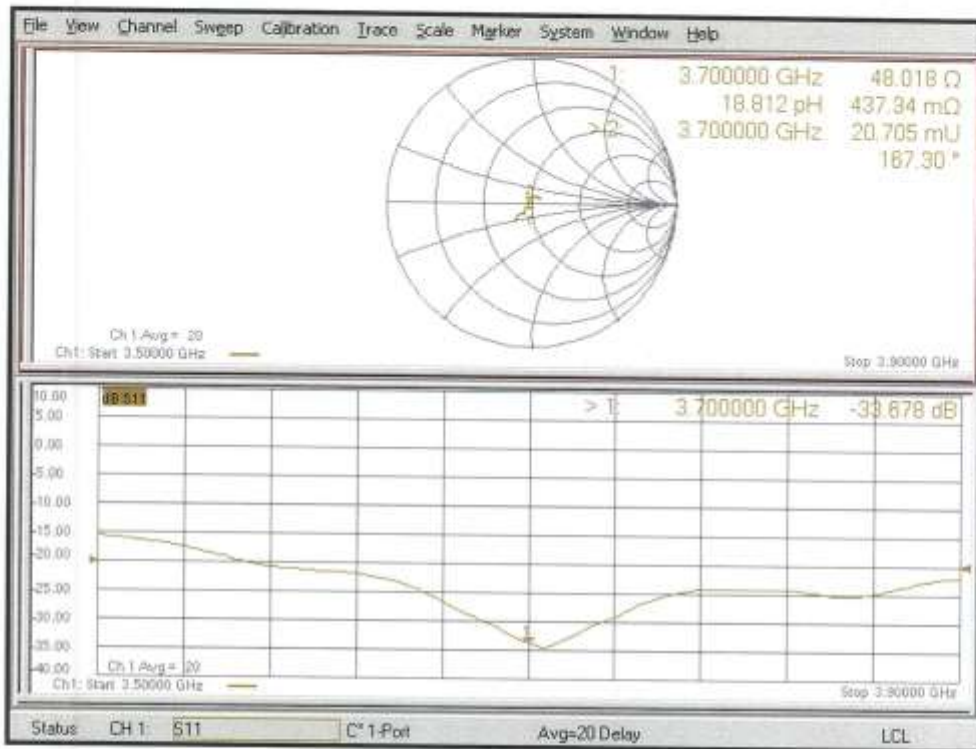 File View Channel Sweep Calibration Trace Scale Marker System Window Help
1: 3.700000 GHz 48.018 Ω
18.812 pH 437.34 mΩ
> 2: 3.700000 GHz 20.705 mU
167.30 °
Ch 1 Avg = 20
Ch1: Start 3.50000 GHz
Stop 3.90000 GHz
10.00
dB S11
> 1: 3.700000 GHz -33.678 dB
5.00
0.00
-5.00
-10.00
-15.00
-20.00
-25.00
-30.00
1
-35.00
-40.00
Ch 1 Avg = 20
Ch1: Start 3.50000 GHz
Stop 3.90000 GHz
Status CH 1: S11 C* 1-Port Avg=20 Delay LCL